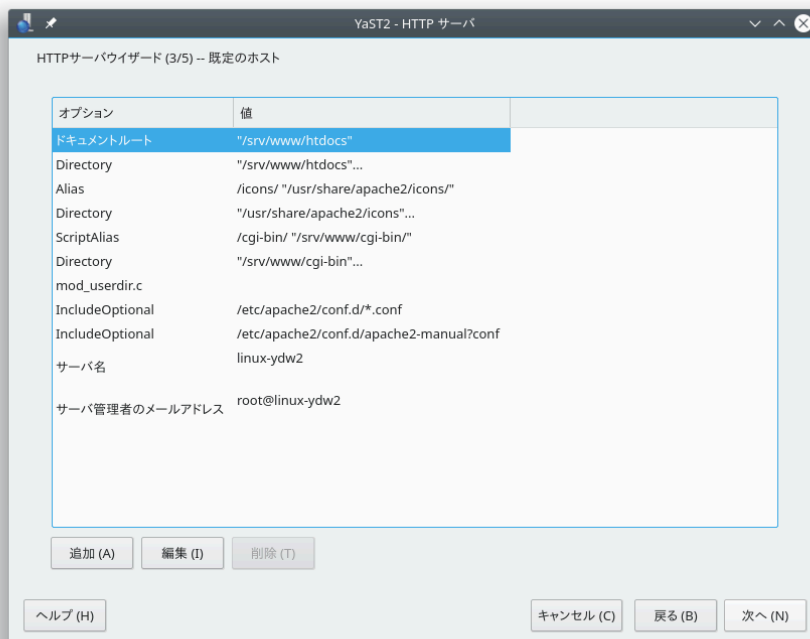 YaST2 - HTTP サーバ
HTTPサーバウィザード (3/5) -- 既定のホスト
オプション 値
ドキュメントルート "/srv/www/htdocs"
Directory "/srv/www/htdocs"...
Alias /icons/ "/usr/share/apache2/icons/"
Directory "/usr/share/apache2/icons"...
ScriptAlias /cgi-bin/ "/srv/www/cgi-bin/"
Directory "/srv/www/cgi-bin"...
mod_userdir.c
IncludeOptional /etc/apache2/conf.d/*.conf
IncludeOptional /etc/apache2/conf.d/apache2-manual?conf
サーバ名 linux-ydw2
サーバ管理者のメールアドレス root@linux-ydw2
追加 (A) 編集 (I) 削除 (T)
ヘルプ (H) キャンセル (C) 戻る (B) 次へ (N)